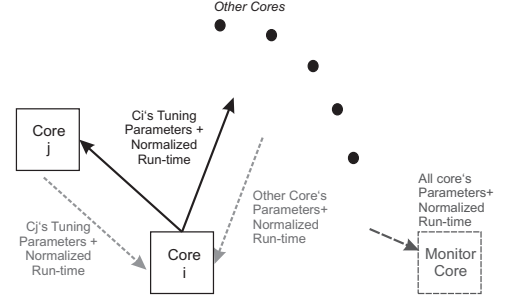 Other Cores
Ci's Tuning
Parameters +
Normalized
Run-time
Core
j
Other Core's
Parameters+
Normalized
Run-time
All core's
Parameters+
Normalized
Run-time
Cj's Tuning
Parameters +
Normalized
Run-time
Core
i
Monitor
Core